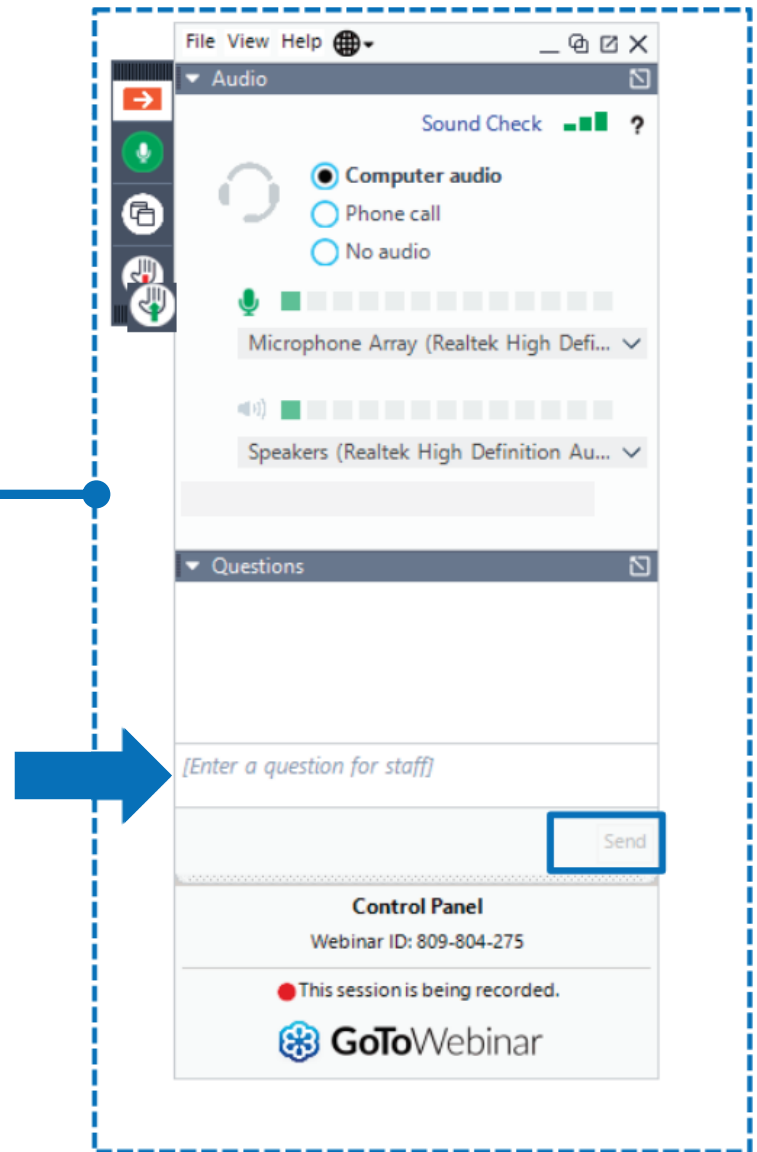 File View Help
Audio
Sound Check ?
Computer audio
Phone call
No audio
Microphone Array (Realtek High Defi...
Speakers (Realtek High Definition Au...
Questions
[Enter a question for staff]
Send
Control Panel
Webinar ID: 809-804-275
This session is being recorded.
GoToWebinar